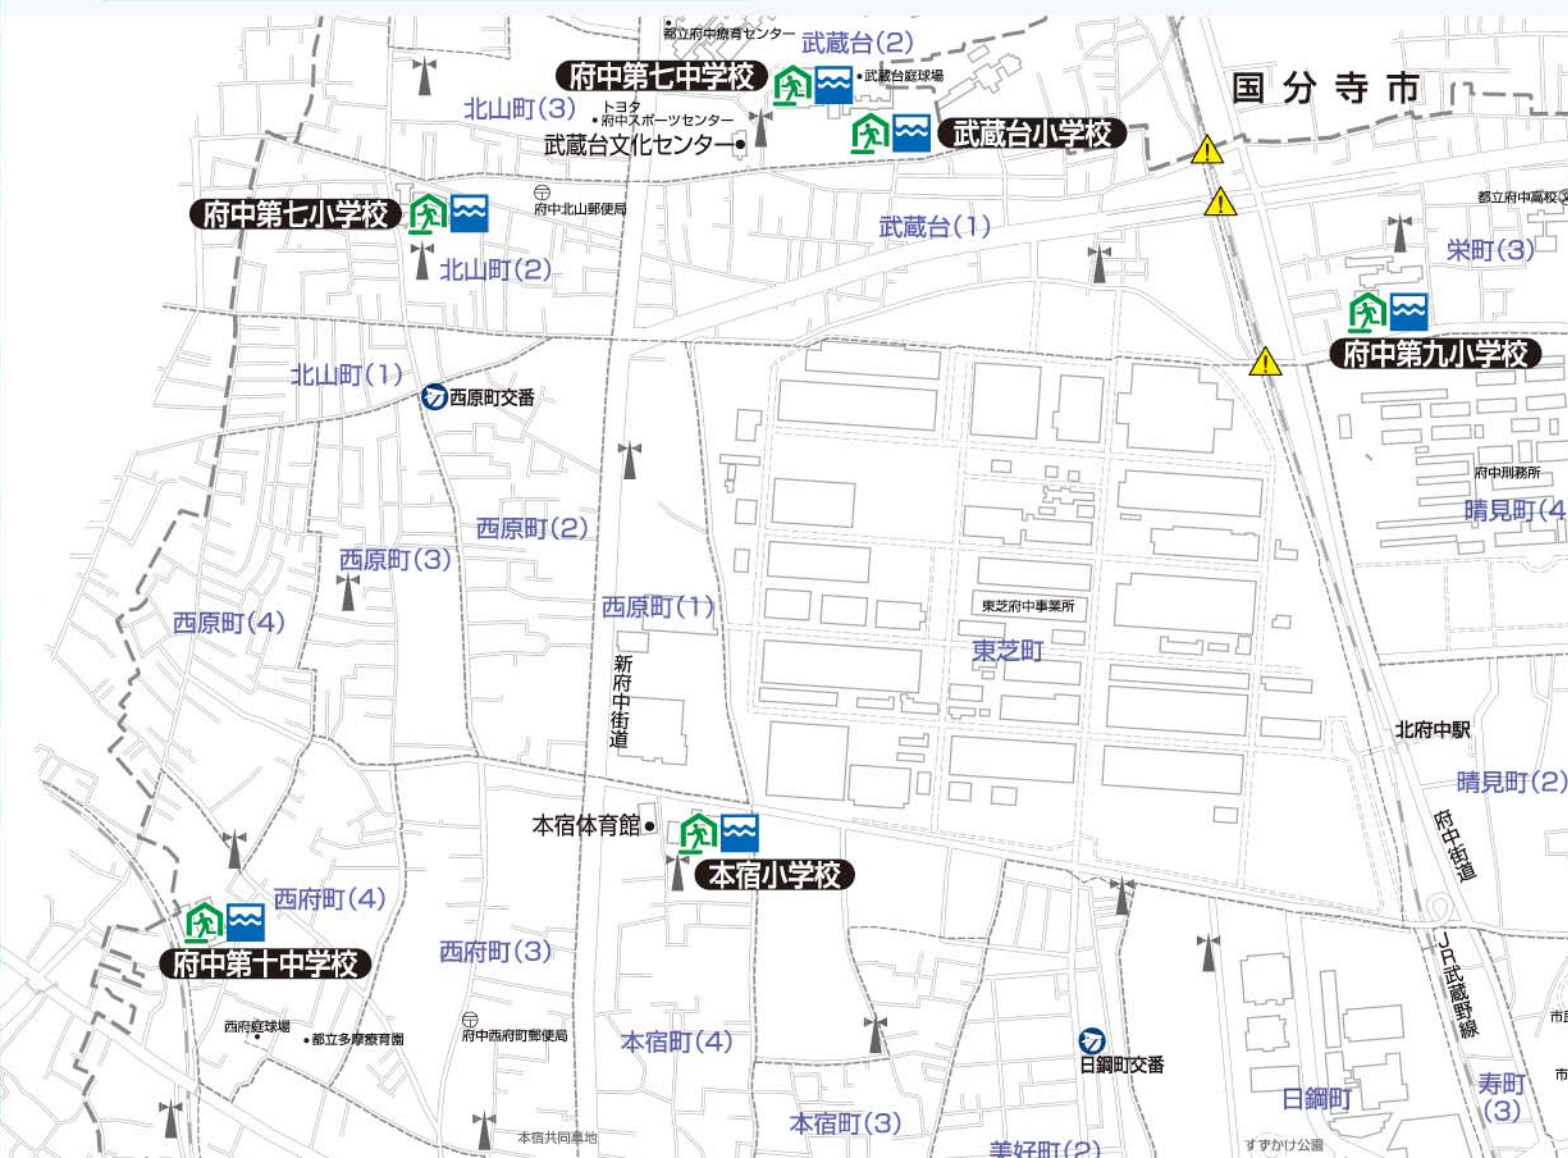 都立府中療育センター
武蔵台(2)
府中第七中学校
武蔵台庭球場
国分寺市
北山町(3)
トヨタ
府中スポーツセンター
武蔵台文化センター
武蔵台小学校
府中第七小学校
府中北山郵便局
武蔵台(1)
都立府中高校
栄町(3)
北山町(2)
府中第九小学校
北山町(1)
西原町交番
府中刑務所
晴見町(4
西原町(2)
西原町(3)
西原町(1)
東芝府中事業所
西原町(4)
東芝町
新府中街道
北府中駅
晴見町(2)
本宿体育館
府中街道
本宿小学校
西府町(4)
府中第十中学校
西府町(3)
JR武蔵野線
西府庭球場
都立多摩療育園
府中西府町郵便局
本宿町(4)
日鋼町交番
市
寿町
(3)
市
日鋼町
本宿町(3)
本宿共同墓地
美好町(2)
すずかけ公園